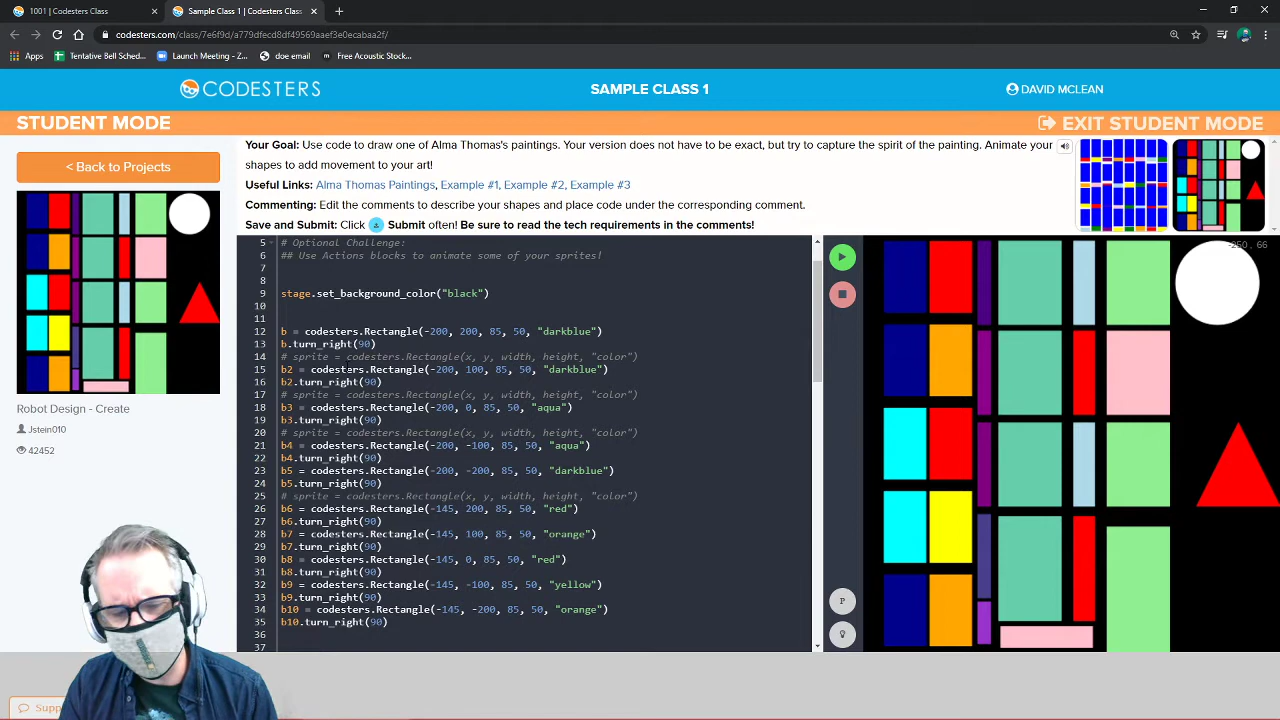 1001 | Codesters Class
Sample Class 1 | Codesters Class
codesters.com/class/7e6f9d/a779dfecd8df49569aaef3e0ecabaa2f/
Apps
Tentative Bell Sched...
Launch Meeting - Z...
doe email
Free Acoustic Stock...
CODESTERS
SAMPLE CLASS 1
DAVID MCLEAN
STUDENT MODE
EXIT STUDENT MODE
< Back to Projects
Robot Design - Create
Jstein010
42452
Your Goal: Use code to draw one of Alma Thomas's paintings. Your version does not have to be exact, but try to capture the spirit of the painting. Animate your
shapes to add movement to your art!
Useful Links: Alma Thomas Paintings, Example #1, Example #2, Example #3
Commenting: Edit the comments to describe your shapes and place code under the corresponding comment.
Save and Submit: Click Submit often! Be sure to read the tech requirements in the comments!
5 # Optional Challenge:
6 ## Use Actions blocks to animate some of your sprites!
7
8
9 stage.set_background_color("black")
10
11
12 b = codesters.Rectangle(-200, 200, 85, 50, "darkblue")
13 b.turn_right(90)
14 # sprite = codesters.Rectangle(x, y, width, height, "color")
15 b2 = codesters.Rectangle(-200, 100, 85, 50, "darkblue")
16 b2.turn_right(90)
17 # sprite = codesters.Rectangle(x, y, width, height, "color")
18 b3 = codesters.Rectangle(-200, 0, 85, 50, "aqua")
19 b3.turn_right(90)
20 # sprite = codesters.Rectangle(x, y, width, height, "color")
21 b4 = codesters.Rectangle(-200, -100, 85, 50, "aqua")
22 b4.turn_right(90)
23 b5 = codesters.Rectangle(-200, -200, 85, 50, "darkblue")
24 b5.turn_right(90)
25 # sprite = codesters.Rectangle(x, y, width, height, "color")
26 b6 = codesters.Rectangle(-145, 200, 85, 50, "red")
27 b6.turn_right(90)
28 b7 = codesters.Rectangle(-145, 100, 85, 50, "orange")
29 b7.turn_right(90)
30 b8 = codesters.Rectangle(-145, 0, 85, 50, "red")
31 b8.turn_right(90)
32 b9 = codesters.Rectangle(-145, -100, 85, 50, "yellow")
33 b9.turn_right(90)
34 b10 = codesters.Rectangle(-145, -200, 85, 50, "orange")
35 b10.turn_right(90)
36
37
-250, 66
P
Supp